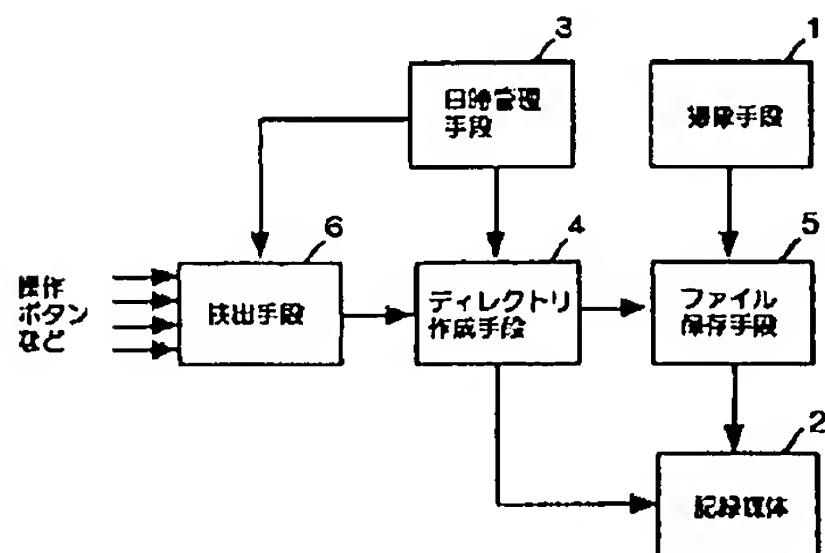 3
1
日時管理
手段
撮像手段
6
4
5
操作
ボタン
など
検出手段
ディレクトリ
作成手段
ファイル
保存手段
2
記録媒体